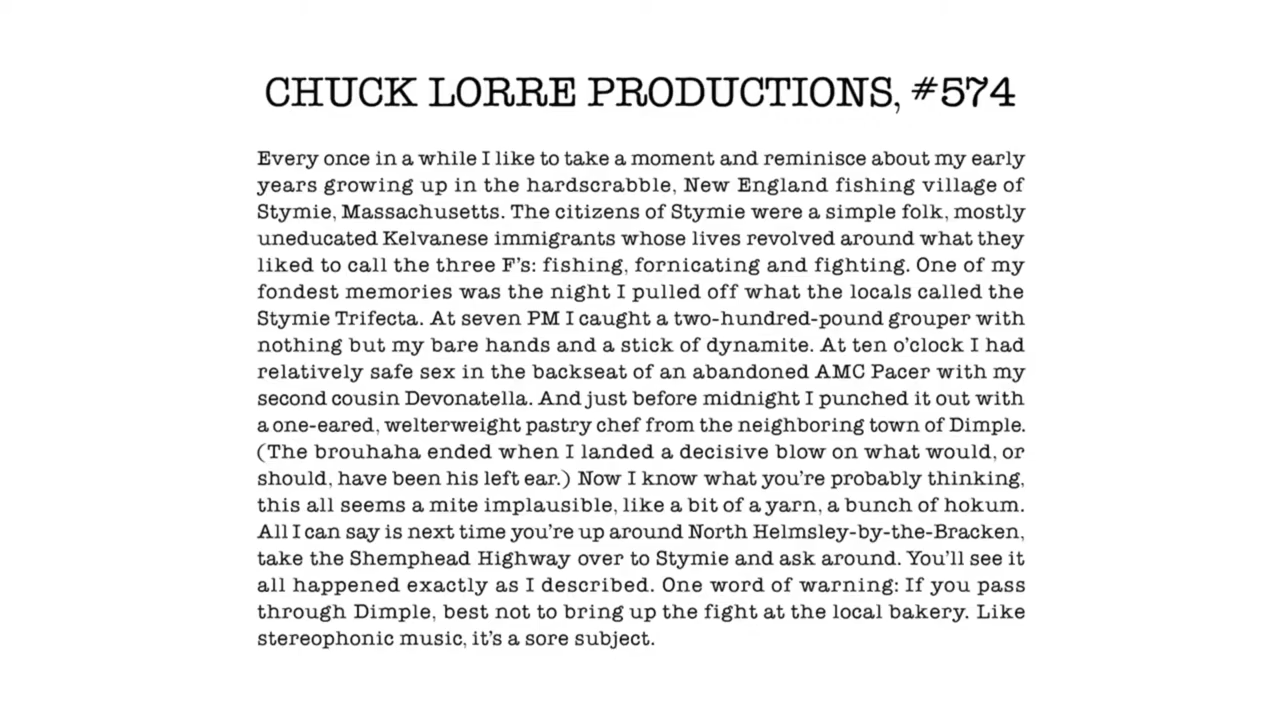 CHUCK LORRE PRODUCTIONS, #574
Every once in a while I like to take a moment and reminisce about my early
years growing up in the hardscrabble, New England fishing village of
Stymie, Massachusetts. The citizens of Stymie were a simple folk, mostly
uneducated Kelvanese immigrants whose lives revolved around what they
liked to call the three F's: fishing, fornicating and fighting. One of my
fondest memories was the night I pulled off what the locals called the
Stymie Trifecta. At seven PM I caught a two-hundred-pound grouper with
nothing but my bare hands and a stick of dynamite. At ten o'clock I had
relatively safe sex in the backseat of an abandoned AMC Pacer with my
second cousin Devonatella. And just before midnight I punched it out with
a one-eared, welterweight pastry chef from the neighboring town of Dimple.
(The brouhaha ended when I landed a decisive blow on what would, or
should, have been his left ear.) Now I know what you're probably thinking,
this all seems a mite implausible, like a bit of a yarn, a bunch of hokum.
All I can say is next time you're up around North Helmsley-by-the-Bracken,
take the Shemphead Highway over to Stymie and ask around. You'll see it
all happened exactly as I described. One word of warning: If you pass
through Dimple, best not to bring up the fight at the local bakery. Like
stereophonic music, it's a sore subject.